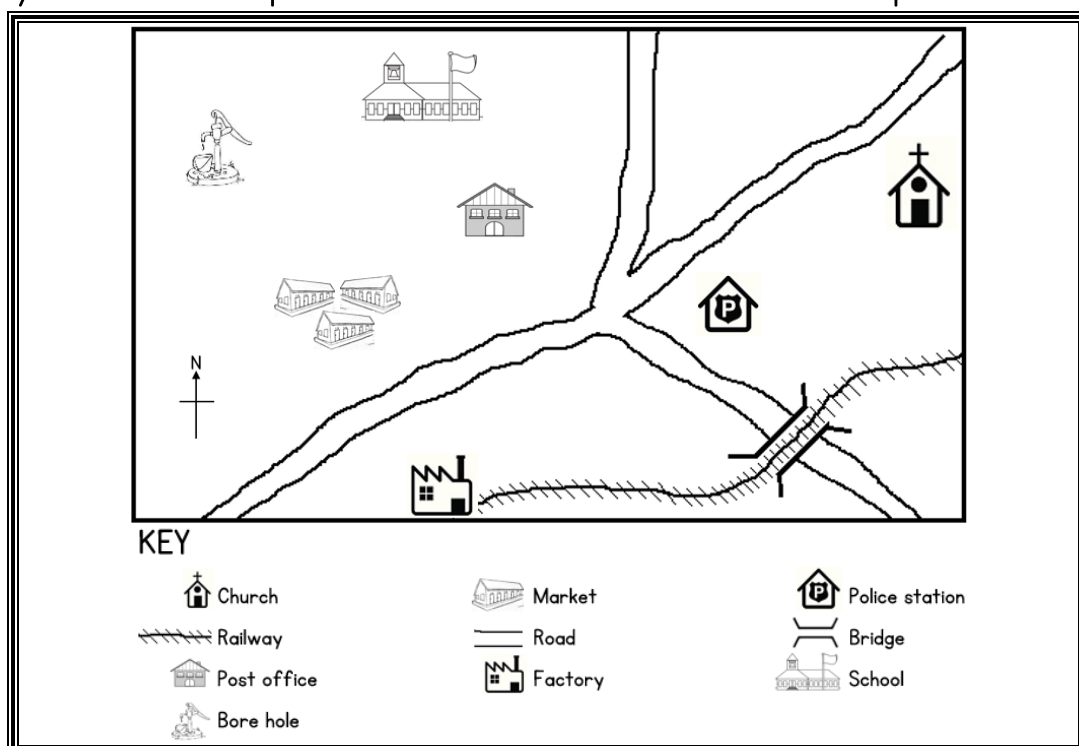 N
KEY
Church Market Police station
Railway Road Bridge
Post office Factory School
Bore hole